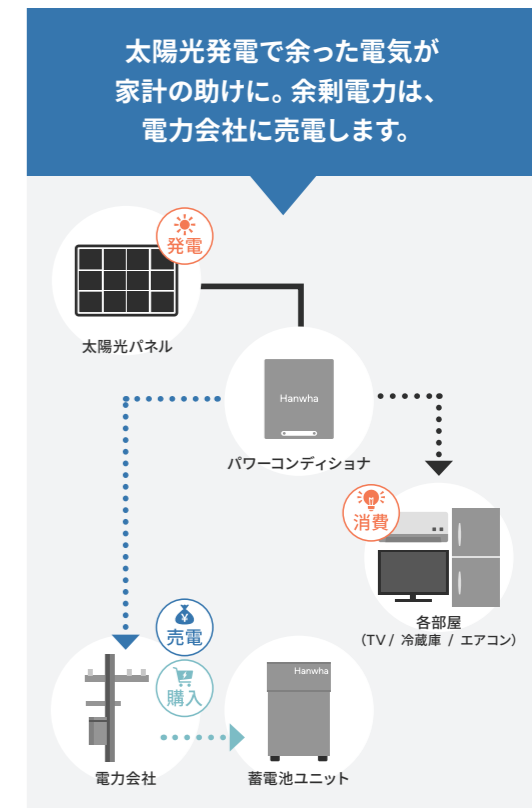 太陽光発電で余った電気が
家計の助けに。余剰電力は、
電力会社に売電します。
発電
太陽光パネル
Hanwha
パワーコンディショナ
消費
各部屋
（TV / 冷蔵庫 / エアコン）
売電
購入
Hanwha
電力会社
蓄電池ユニット